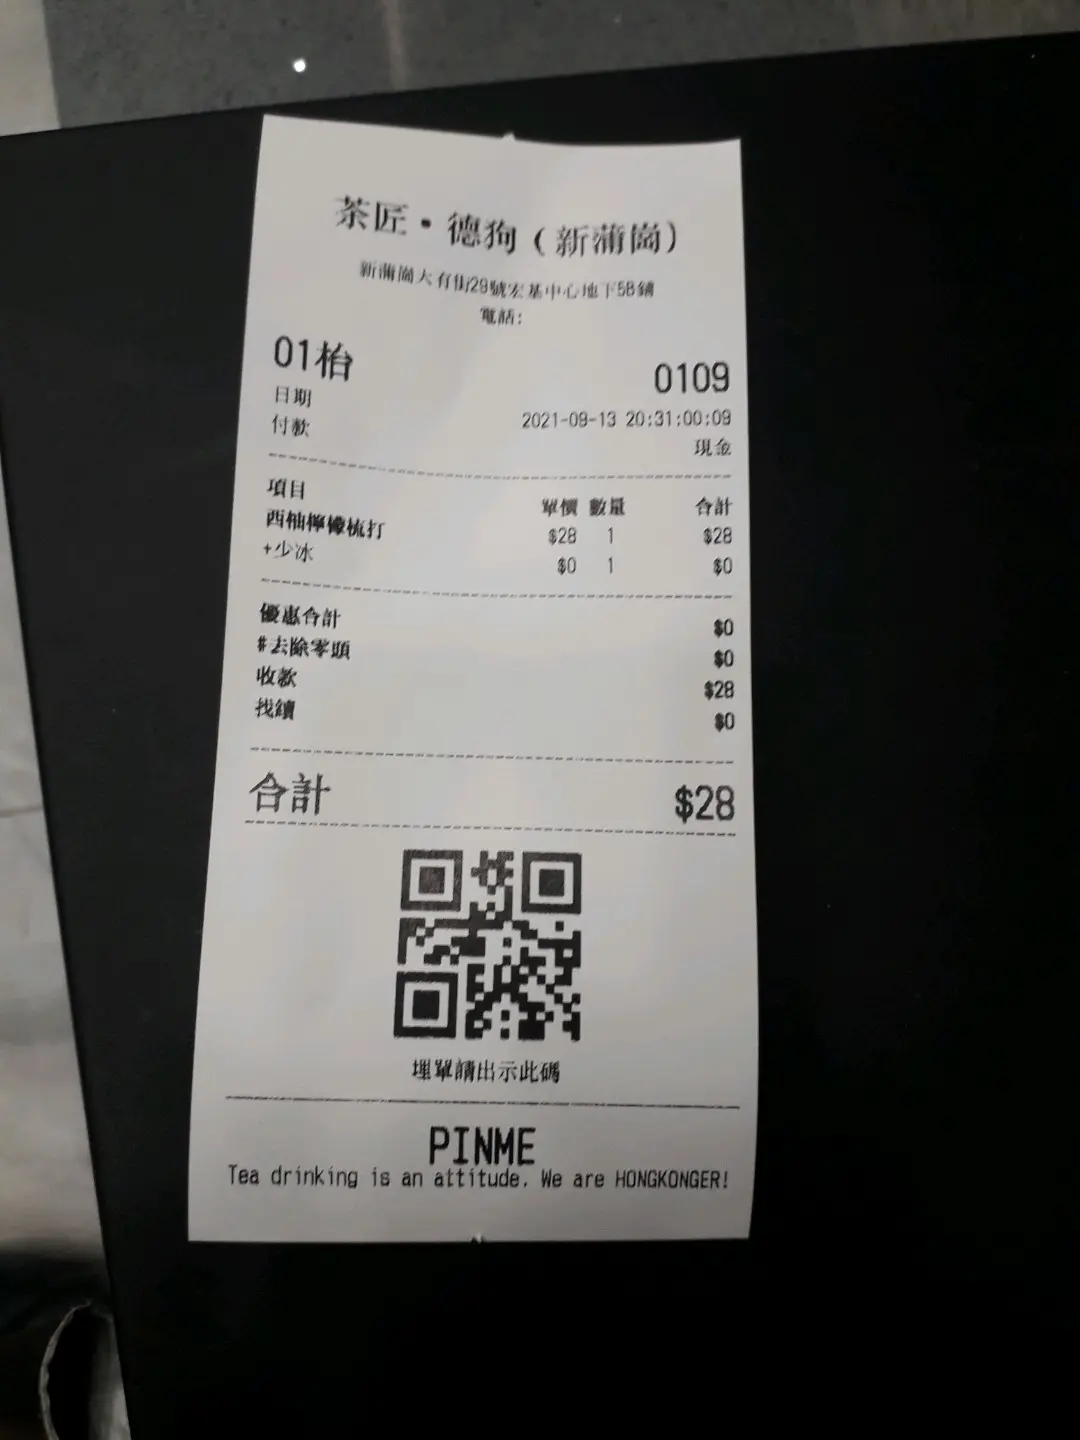 茶匠·德狗(新蒲崗)
新蒲崗大有街29號宏基中心地下5B鋪
電話:
01枱 0109
日期 2021-09-13 20:31:00:09
付款 現金
項目 單價 數量 合計
西柚檸檬梳打 $28 1 $28
+少冰 $0 1 $0
優惠合計 $0
#去除零頭 $0
收款 $28
找續 $0
合計 $28
埋單請出示此碼
PINME
Tea drinking is an attitude. We are HONGKONGER!